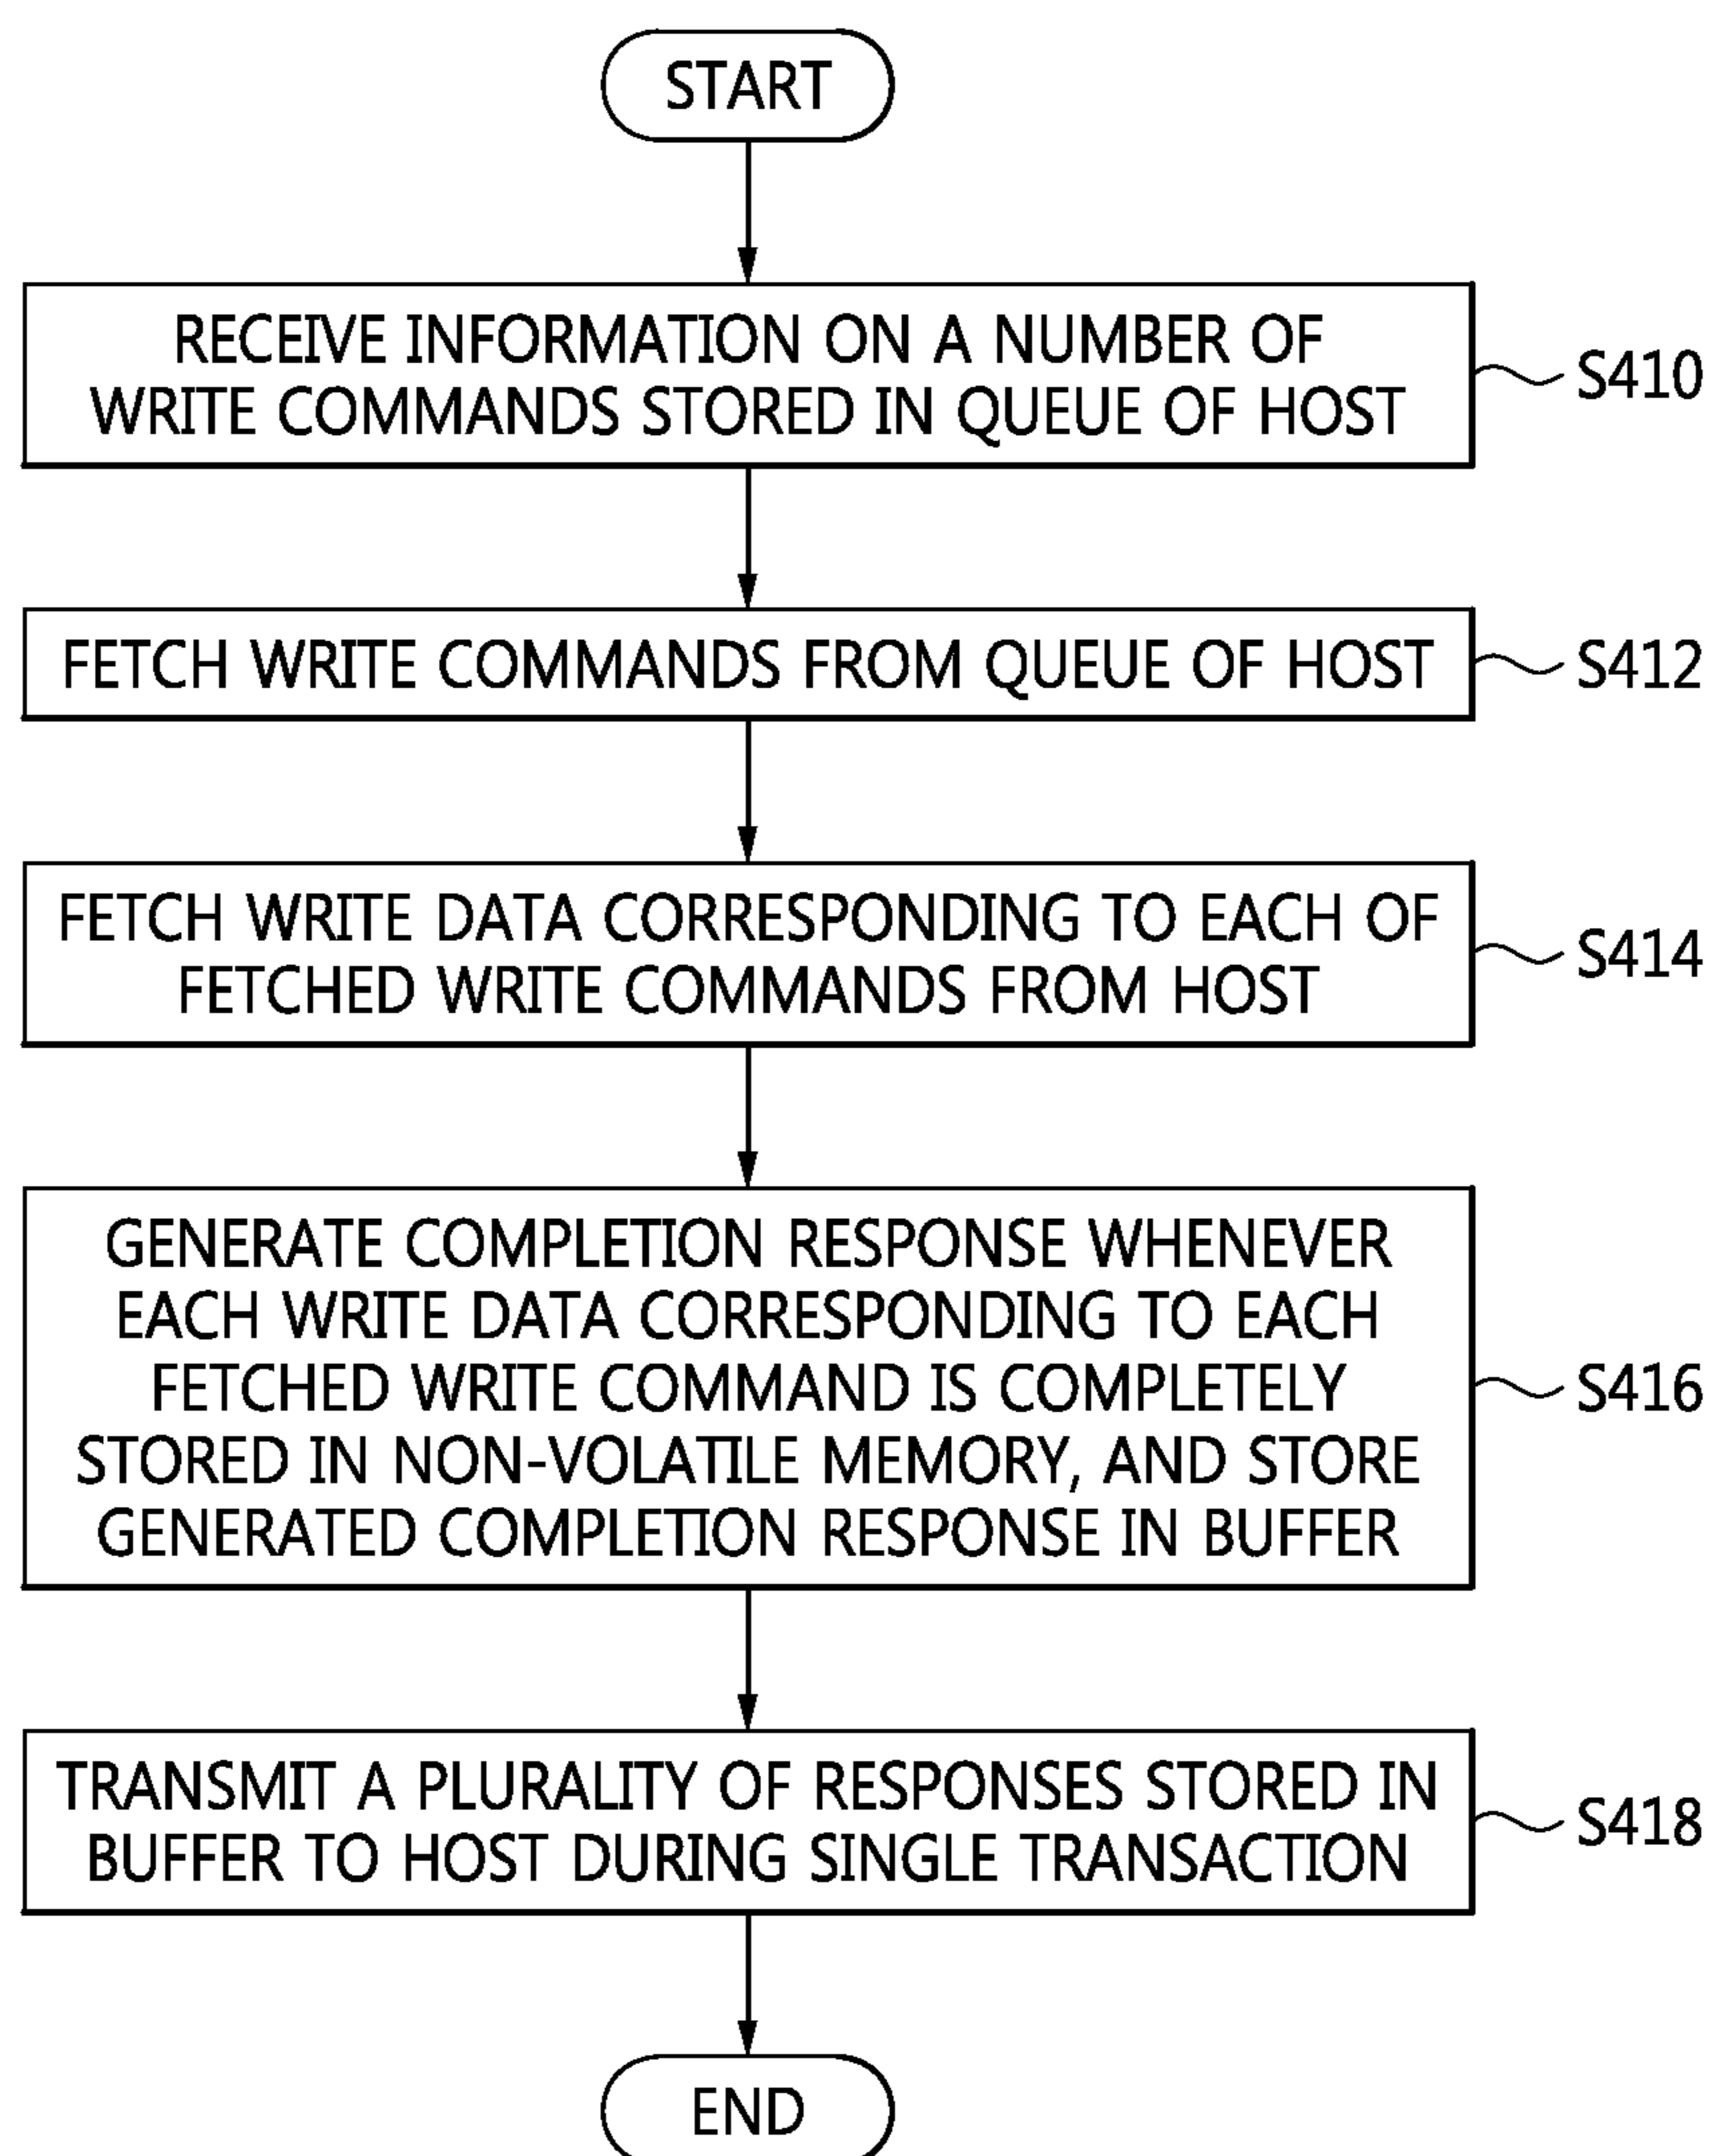 START
RECEIVE INFORMATION ON A NUMBER OF
WRITE COMMANDS STORED IN QUEUE OF HOST
S410
FETCH WRITE COMMANDS FROM QUEUE OF HOST
S412
FETCH WRITE DATA CORRESPONDING TO EACH OF
FETCHED WRITE COMMANDS FROM HOST
S414
GENERATE COMPLETION RESPONSE WHENEVER
EACH WRITE DATA CORRESPONDING TO EACH
FETCHED WRITE COMMAND IS COMPLETELY
STORED IN NON-VOLATILE MEMORY, AND STORE
GENERATED COMPLETION RESPONSE IN BUFFER
S416
TRANSMIT A PLURALITY OF RESPONSES STORED IN
BUFFER TO HOST DURING SINGLE TRANSACTION
S418
END